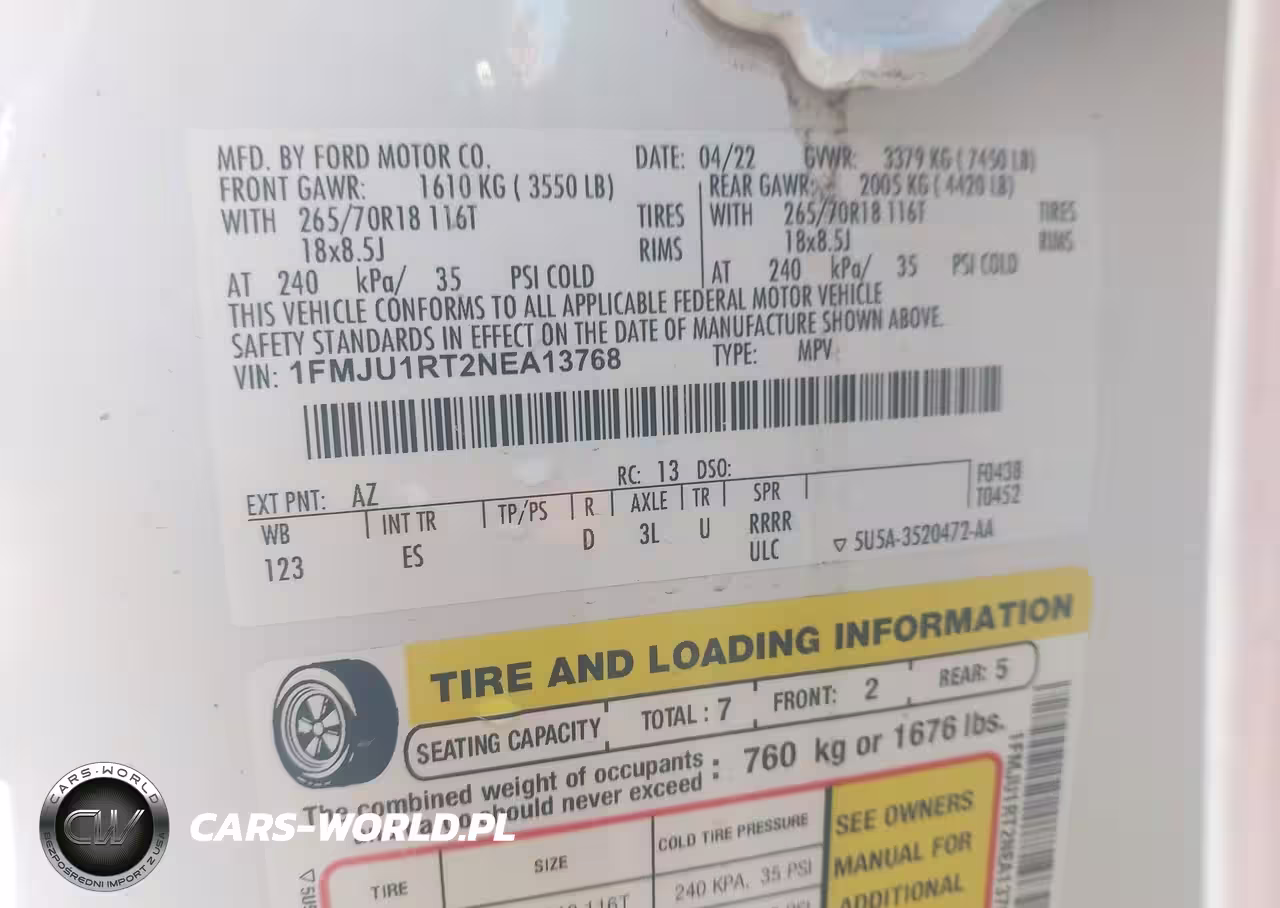 MFD. BY FORD MOTOR CO. DATE: 04/22 GVWR: 3379 KG ( 7450 LB)
FRONT GAWR: 1610 KG ( 3550 LB) REAR GAWR: 2005 KG ( 4420 LB)
WITH 265/70R18 116T TIRES WITH 265/70R18 116T TIRES
18x8.5J RIMS 18x8.5J RIMS
AT 240 kPa/ 35 PSI COLD AT 240 kPa/ 35 PSI COLD
THIS VEHICLE CONFORMS TO ALL APPLICABLE FEDERAL MOTOR VEHICLE
SAFETY STANDARDS IN EFFECT ON THE DATE OF MANUFACTURE SHOWN ABOVE.
VIN: 1FMJU1RT2NEA13768 TYPE: MPV
RC: 13 DSO:
EXT PNT: AZ F0438
T0452
WB INT TR TP/PS R AXLE TR SPR
123 ES D 3L U RRRR
ULC ▽ 5U5A-3520472-AA
TIRE AND LOADING INFORMATION
SEATING CAPACITY TOTAL : 7 FRONT: 2 REAR: 5
The combined weight of occupants : 760 kg or 1676 lbs.
should never exceed
TIRE SIZE COLD TIRE PRESSURE SEE OWNERS
MANUAL FOR
ADDITIONAL
116T 240 KPA, 35 PSI
1FMJU1RT2NEA137
▽ 5U5
CARS-WORLD
CW
BEZPOŚREDNI IMPORT Z USA
CARS-WORLD.PL